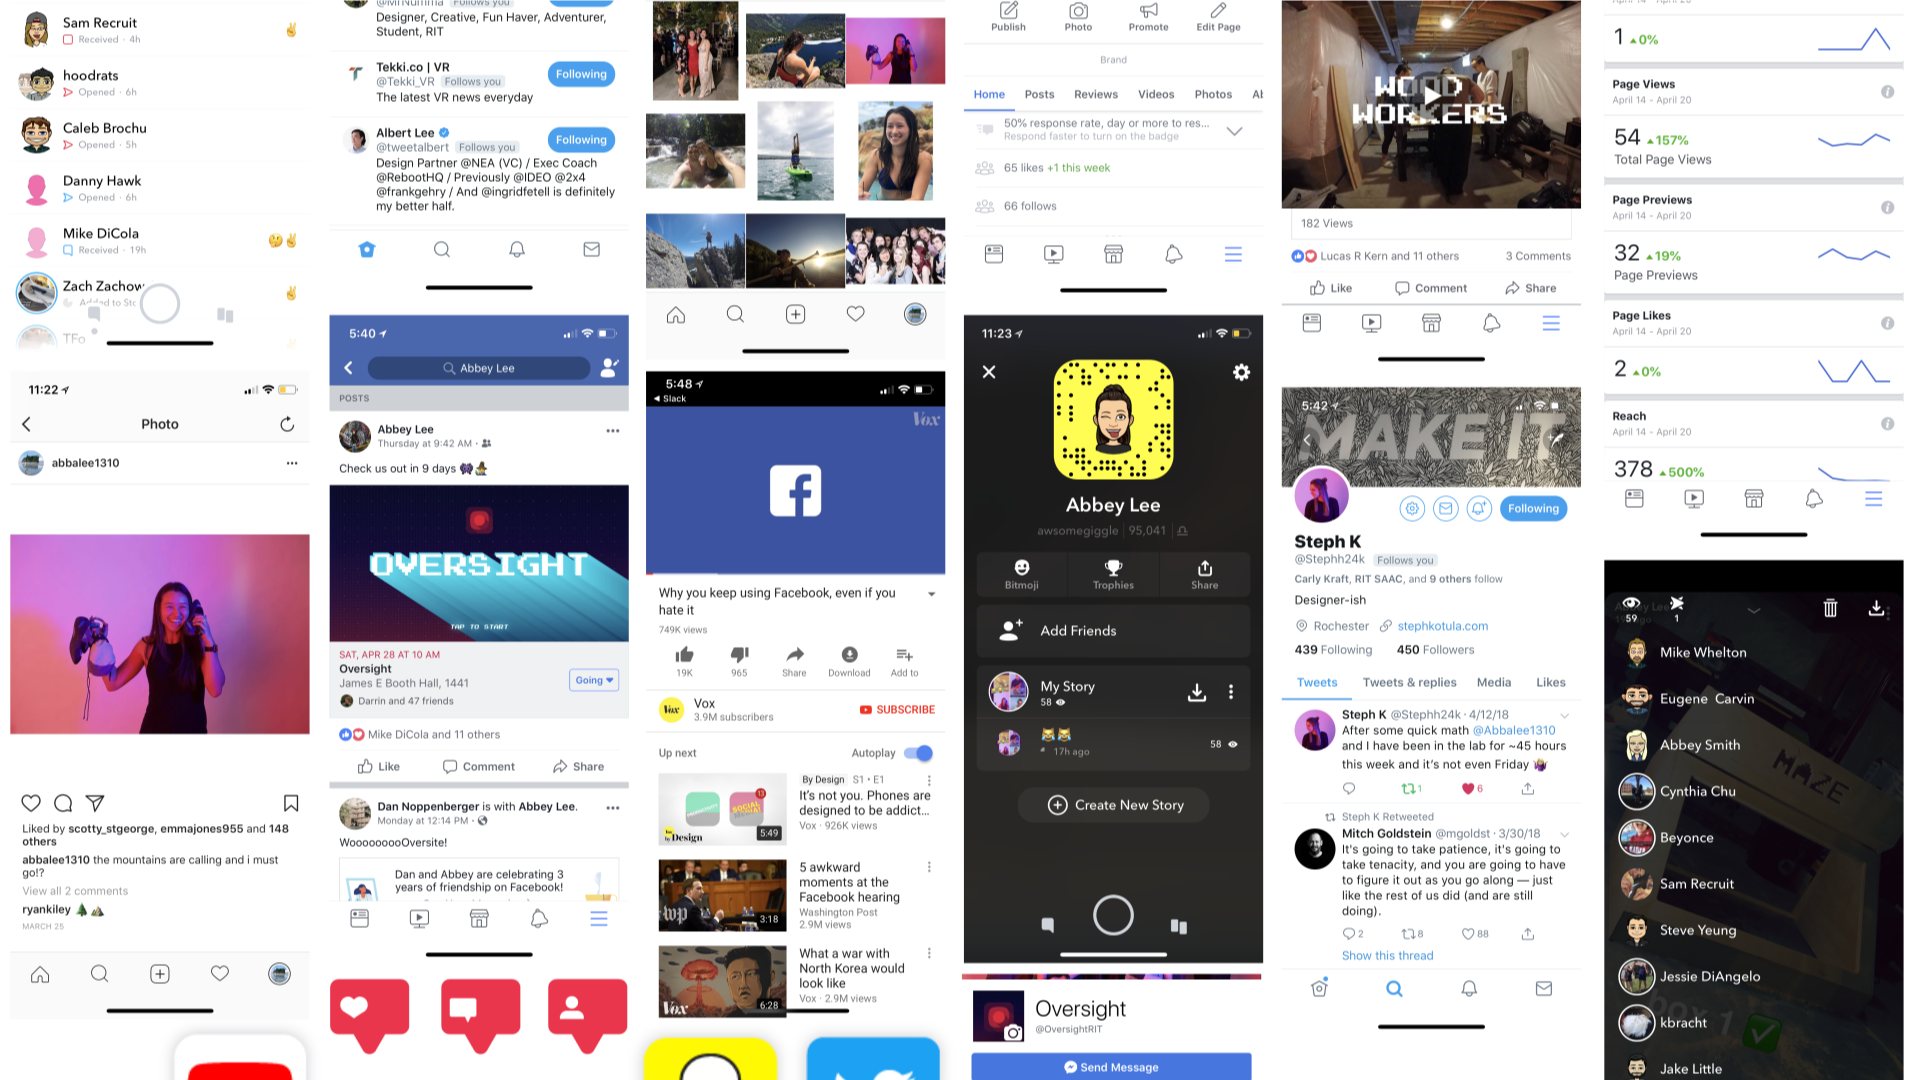 Sam Recruit
Received · 4h
hoodrats
Opened · 6h
Caleb Brochu
Opened · 5h
Danny Hawk
Opened · 6h
Mike DiCola
Received · 19h
Zach Zachow
Added to Sto
TFo
11:22
Photo
abbalee1310
Liked by scotty_stgeorge, emmajones955 and 148
others
abbalee1310 the mountains are calling and i must
go!?
View all 2 comments
ryankiley 🌲⛰️
MARCH 25
@MrNumma Follows you
Designer, Creative, Fun Haver, Adventurer,
Student, RIT
Tekki.co | VR
@Tekki_VR Follows you
Following
The latest VR news everyday
Albert Lee
@tweetalbert Follows you
Following
Design Partner @NEA (VC) / Exec Coach
@RebootHQ / Previously @IDEO @2x4
@frankgehry / And @ingridfetell is definitely
my better half.
5:40
Abbey Lee
POSTS
Abbey Lee
Thursday at 9:42 AM ·
Check us out in 9 days
OVERSIGHT
TAP TO START
SAT, APR 28 AT 10 AM
Oversight
James E Booth Hall, 1441
Going
Darrin and 47 friends
Mike DiCola and 11 others
Like
Comment
Share
Dan Noppenberger is with Abbey Lee.
Monday at 12:14 PM ·
WoooooooOversite!
Dan and Abbey are celebrating 3
years of friendship on Facebook!
5:48
Slack
Vox
Why you keep using Facebook, even if you
hate it
749K views
19K
965
Share
Download
Add to
Vox
Vox
3.9M subscribers
SUBSCRIBE
Up next
Autoplay
By Design S1 · E1
It's not you. Phones are
designed to be addict...
Vox · 926K views
by Design
13
5:49
5 awkward
moments at the
Facebook hearing
Washington Post
2.9M views
wp
3:18
What a war with
North Korea would
look like
Vox · 2.9M views
Vox
6:28
Publish
Photo
Promote
Edit Page
Brand
Home
Posts
Reviews
Videos
Photos
Ab
50% response rate, day or more to res...
Respond faster to turn on the badge
65 likes +1 this week
66 follows
11:23
Abbey Lee
awsomegiggle | 95,041 |
Bitmoji
Trophies
Share
Add Friends
My Story
58
17h ago
58
Create New Story
Oversight
@OversightRIT
Send Message
WOOD
WORKERS
182 Views
Lucas R Kern and 11 others
3 Comments
Like
Comment
Share
5:42
MAKE IT
Following
Steph K
@Stephh24k Follows you
Carly Kraft, RIT SAAC, and 9 others follow
Designer-ish
Rochester
stephkotula.com
439 Following
450 Followers
Tweets
Tweets & replies
Media
Likes
Steph K @Stephh24k · 4/12/18
After some quick math @Abbalee1310
and I have been in the lab for ~45 hours
this week and it's not even Friday
1
6
Steph K Retweeted
Mitch Goldstein @mgoldst · 3/30/18
It's going to take patience, it's going to
take tenacity, and you are going to have
to figure it out as you go along — just
like the rest of us did (and are still
doing).
2
8
88
Show this thread
April 14 - April 20
1 0%
Page Views
April 14 - April 20
54 157%
Total Page Views
Page Previews
April 14 - April 20
32 19%
Page Previews
Page Likes
April 14 - April 20
2 0%
Reach
April 14 - April 20
378 500%
59
1
Mike Whelton
Eugene Carvin
Abbey Smith
Cynthia Chu
Beyonce
Sam Recruit
Steve Yeung
Jessie DiAngelo
kbracht
Jake Little
MAZE